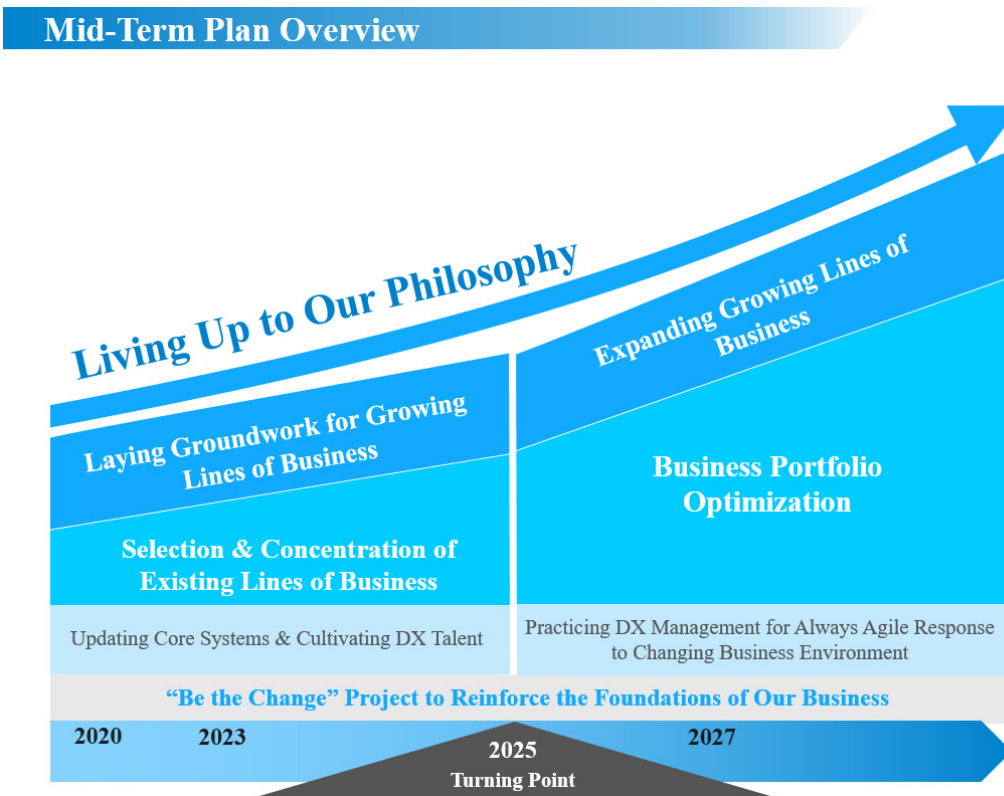 Mid-Term Plan Overview
Living Up to Our Philosophy
Laying Groundwork for Growing
Lines of Business
Expanding Growing Lines of
Business
Selection & Concentration of
Existing Lines of Business
Business Portfolio
Optimization
Updating Core Systems & Cultivating DX Talent
Practicing DX Management for Always Agile Response
to Changing Business Environment
“Be the Change” Project to Reinforce the Foundations of Our Business
2020
2023
2025
Turning Point
2027